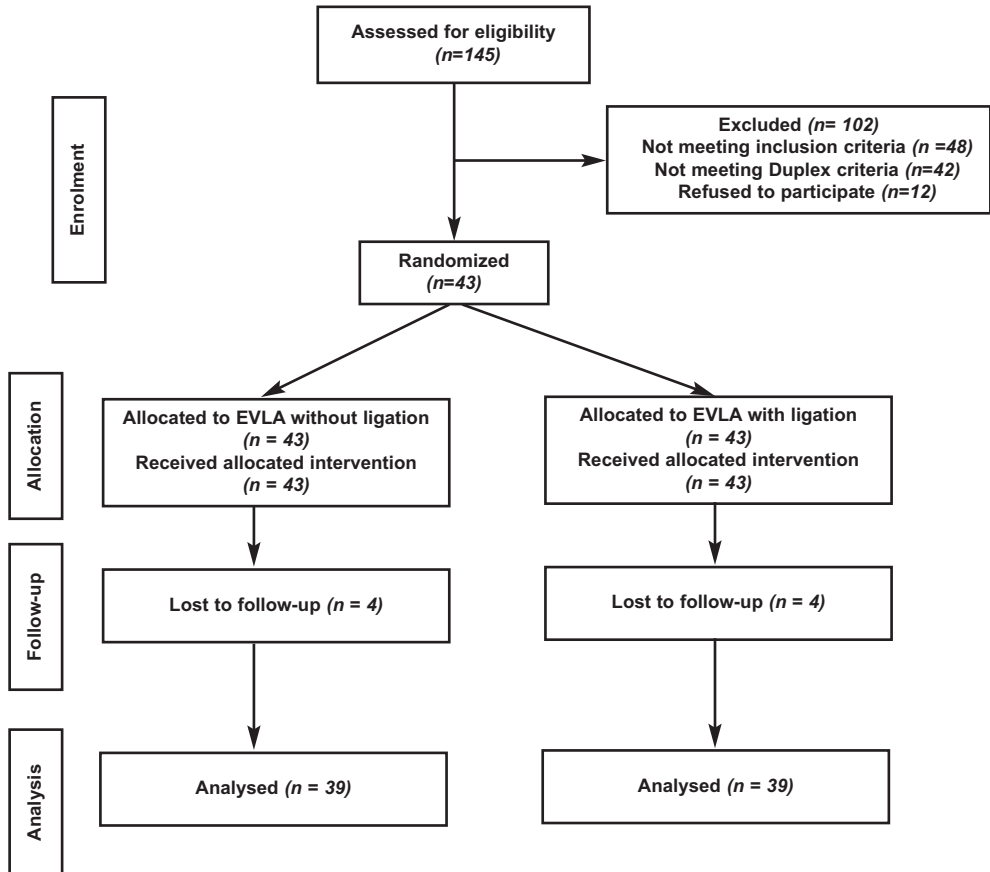 Assessed for eligibility
(n=145)
Enrolment
Excluded (n= 102)
Not meeting inclusion criteria (n =48)
Not meeting Duplex criteria (n=42)
Refused to participate (n=12)
Randomized
(n=43)
Allocation
Allocated to EVLA without ligation
(n = 43)
Received allocated intervention
(n = 43)
Allocated to EVLA with ligation
(n = 43)
Received allocated intervention
(n = 43)
Follow-up
Lost to follow-up (n = 4)
Lost to follow-up (n = 4)
Analysis
Analysed (n = 39)
Analysed (n = 39)